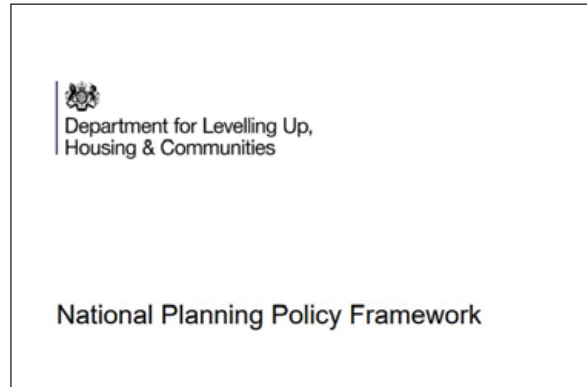 Department for Levelling Up,
Housing & Communities
National Planning Policy Framework